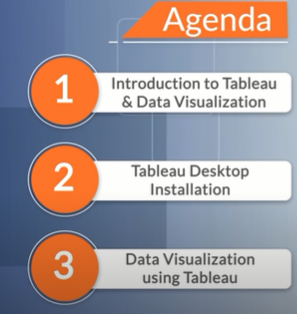 Agenda
1
Introduction to Tableau
& Data Visualization
2
Tableau Desktop
Installation
3
Data Visualization
using Tableau